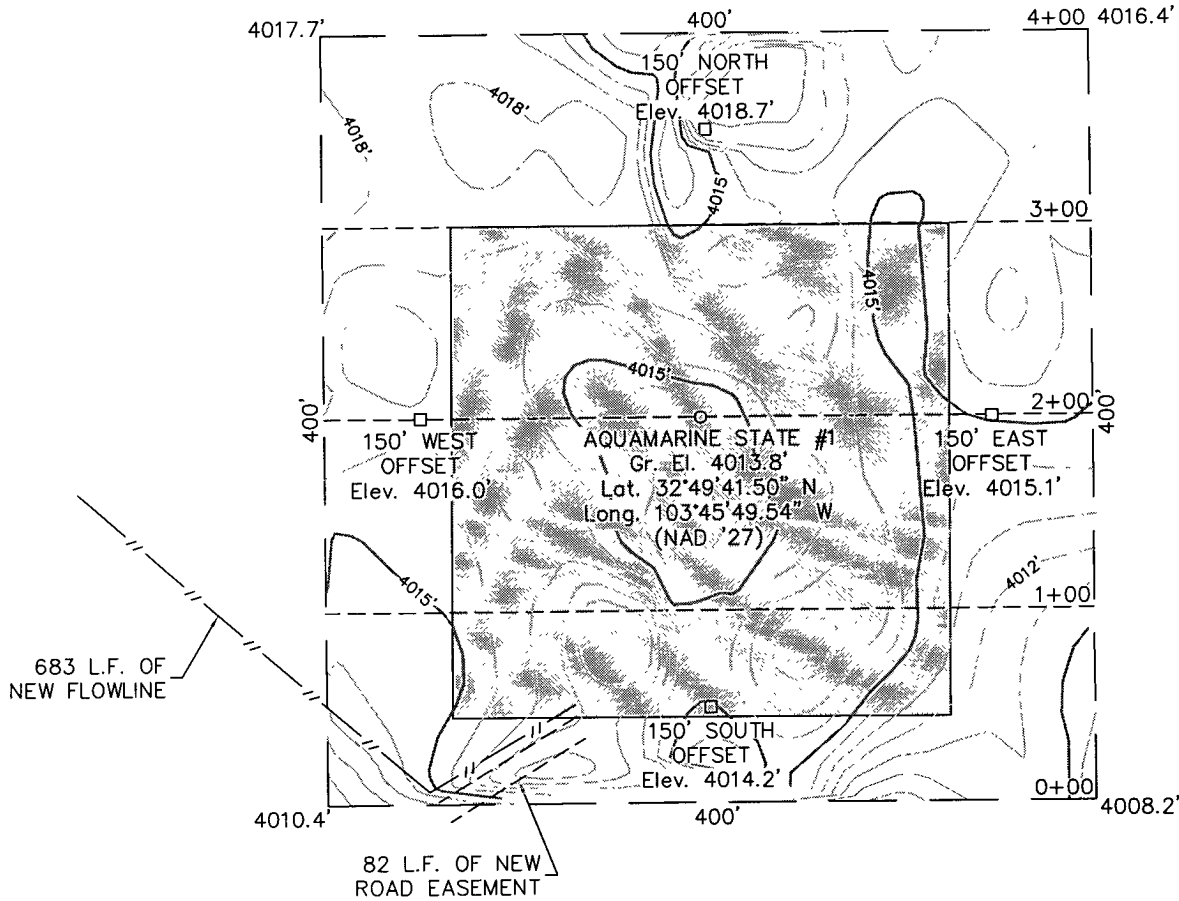 4017.7'
400'
4+00 4016.4'
150' NORTH
OFFSET
Elev. 4018.7'
4018'
4018'
4015'
3+00
4015'
4015'
400'
2+00
400'
150' WEST
OFFSET
Elev. 4016.0'
AQUAMARINE STATE #1
Gr. El. 4013.8'
Lat. 32°49'41.50" N
Long. 103°45'49.54" W
(NAD '27)
150' EAST
OFFSET
Elev. 4015.1'
4015'
4012'
1+00
683 L.F. OF
NEW FLOWLINE
150' SOUTH
OFFSET
Elev. 4014.2'
0+00
4010.4'
400'
4008.2'
82 L.F. OF NEW
ROAD EASEMENT